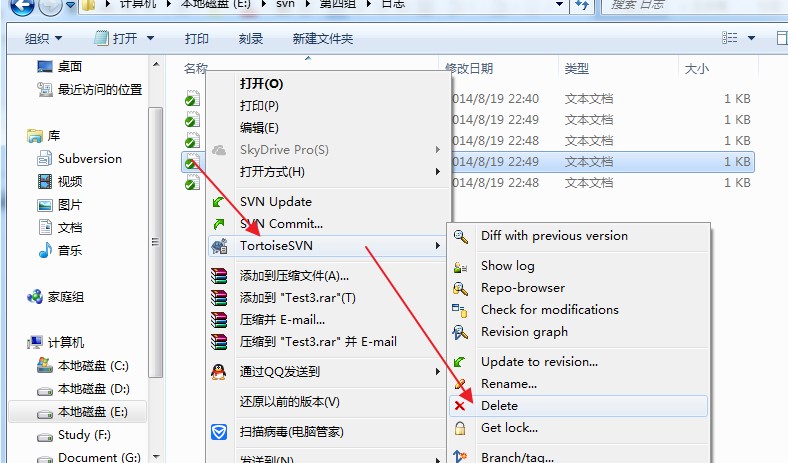 计算机 ▸ 本地磁盘 (E:) ▸ svn ▸ 第四组 ▸ 日志
搜索 日志
组织 打开 打印 刻录 新建文件夹
名称 修改日期 类型 大小
桌面
最近访问的位置
库
Subversion
视频
图片
文档
音乐
家庭组
计算机
本地磁盘 (C:)
本地磁盘 (D:)
本地磁盘 (E:)
Study (F:)
Document (G:)
2014/8/19 22:40 文本文档 1 KB
2014/8/19 22:49 文本文档 1 KB
2014/8/19 22:48 文本文档 1 KB
2014/8/19 22:49 文本文档 1 KB
2014/8/19 22:48 文本文档 1 KB
打开(O)
打印(P)
编辑(E)
SkyDrive Pro(S)
打开方式(H)
SVN Update
SVN Commit...
TortoiseSVN
添加到压缩文件(A)...
添加到 "Test3.rar"(T)
压缩并 E-mail...
压缩到 "Test3.rar" 并 E-mail
通过QQ发送到
还原以前的版本(V)
扫描病毒(电脑管家)
发送到(N)
Diff with previous version
Show log
Repo-browser
Check for modifications
Revision graph
Update to revision...
Rename...
Delete
Get lock...
Branch/tag...